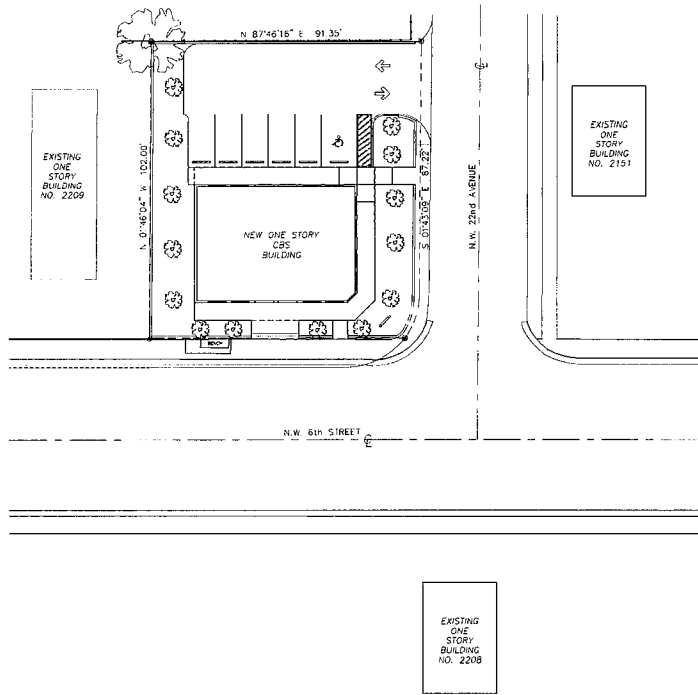 N 87°46'16" E 91.35'
EXISTING
ONE
STORY
BUILDING
NO. 2209
N 01°46'04" W 102.00'
NEW ONE STORY
CBS
BUILDING
S 01°43'09" E 87.22'
N.W. 22nd AVENUE
EXISTING
ONE
STORY
BUILDING
NO. 2151
BENCH
N.W. 6th STREET
EXISTING
ONE
STORY
BUILDING
NO. 2208